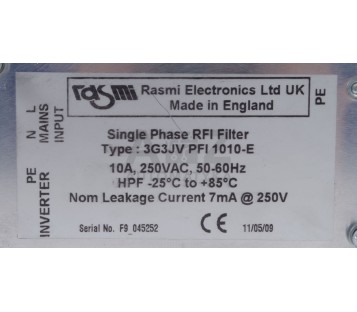 rasmi
Rasmi Electronics Ltd UK
Made in England
PE
N L
MAINS
INPUT
Single Phase RFI Filter
Type : 3G3JV PFI 1010-E
10A, 250VAC, 50-60Hz
HPF -25°C to +85°C
Nom Leakage Current 7mA @ 250V
PE
INVERTER
Serial No. F9_045252
CE
11/05/09